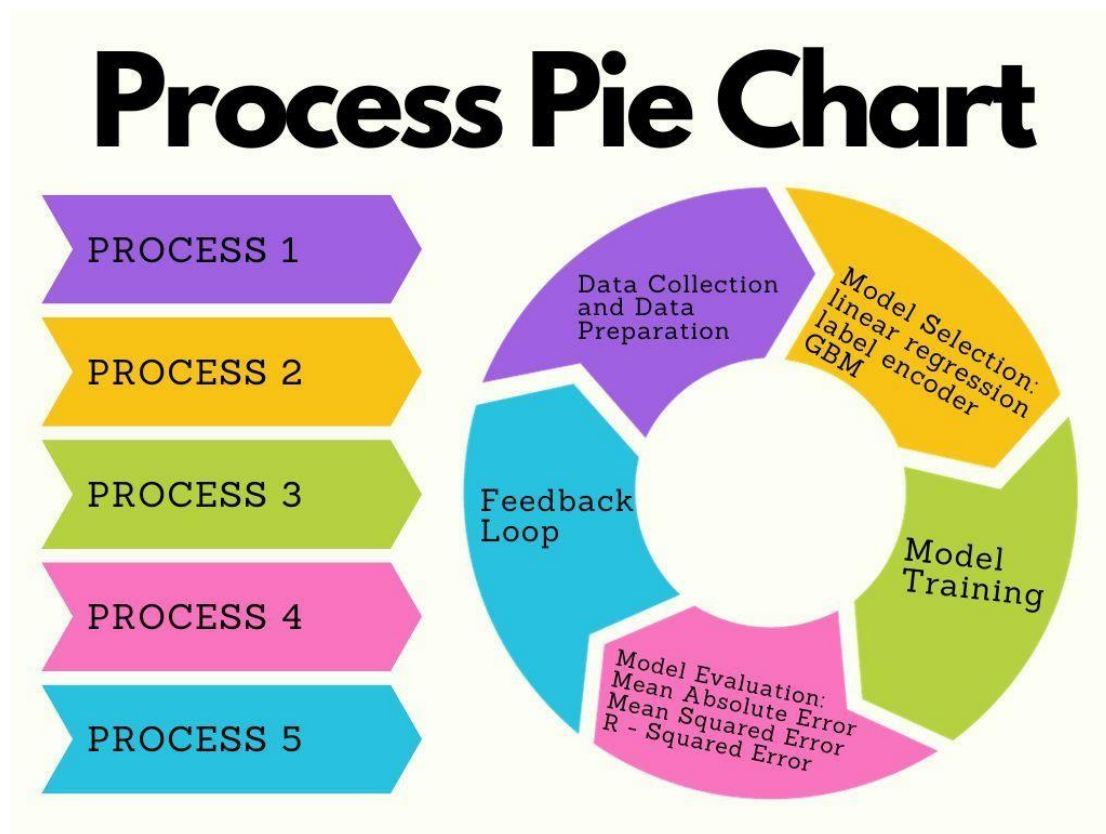 Process Pie Chart
PROCESS 1
PROCESS 2
PROCESS 3
PROCESS 4
PROCESS 5
Data Collection
and Data
Preparation
Model Selection:
linear regression
label encoder
GBM
Model
Training
Model Evaluation:
Mean Absolute Error
Mean Squared Error
R - Squared Error
Feedback
Loop